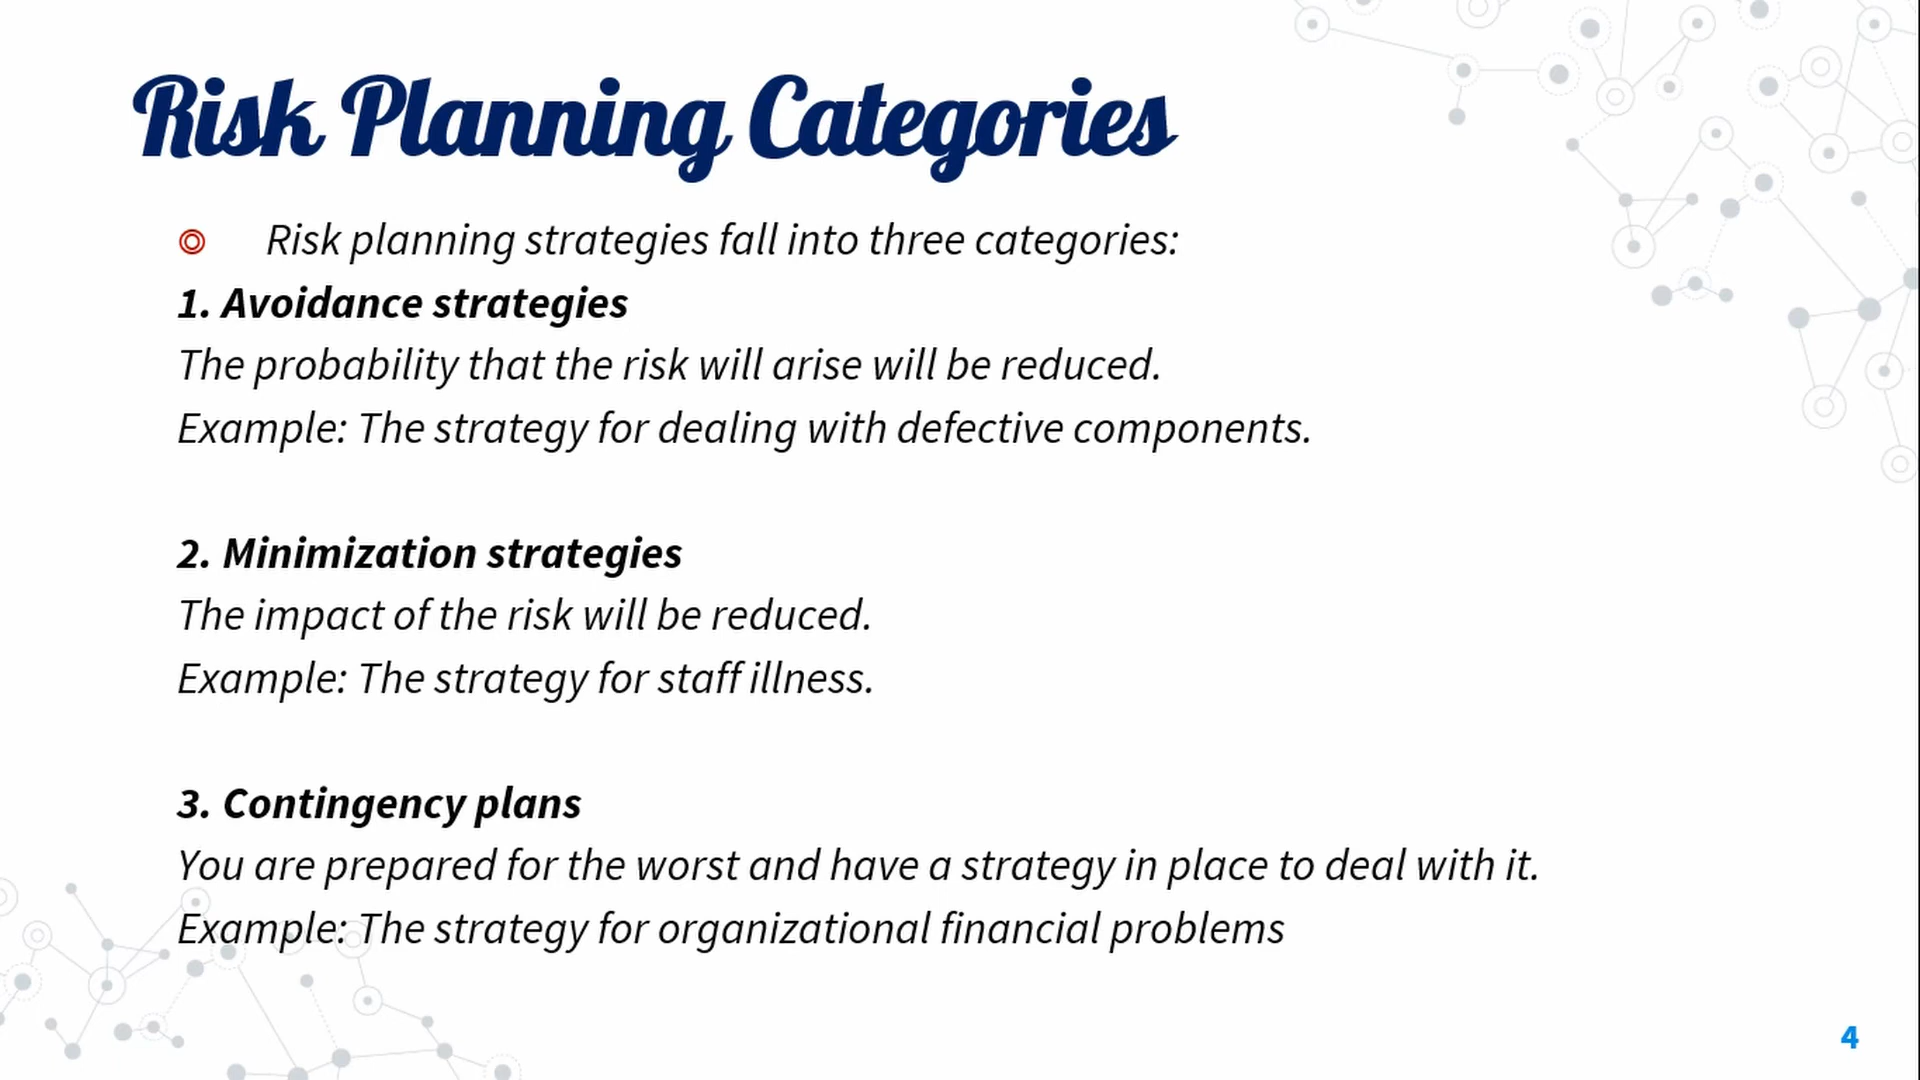 Risk Planning Categories
Risk planning strategies fall into three categories:
1. Avoidance strategies
The probability that the risk will arise will be reduced.
Example: The strategy for dealing with defective components.
2. Minimization strategies
The impact of the risk will be reduced.
Example: The strategy for staff illness.
3. Contingency plans
You are prepared for the worst and have a strategy in place to deal with it.
Example: The strategy for organizational financial problems
4